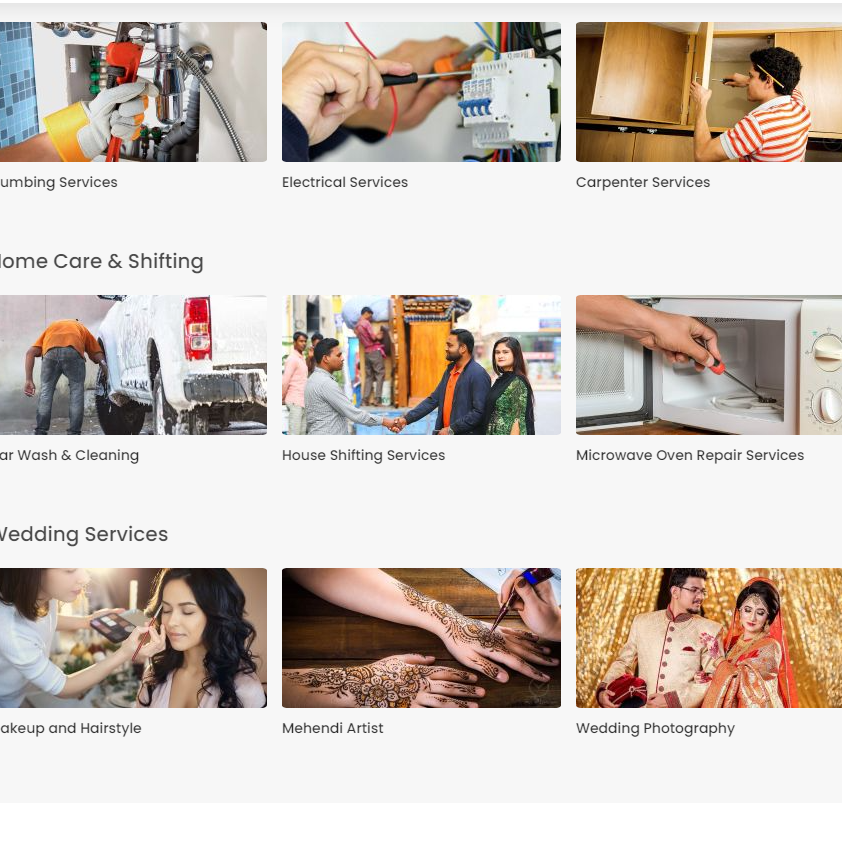 umbing Services
Electrical Services
Carpenter Services
ome Care & Shifting
ar Wash & Cleaning
House Shifting Services
Microwave Oven Repair Services
Wedding Services
akeup and Hairstyle
Mehendi Artist
Wedding Photography